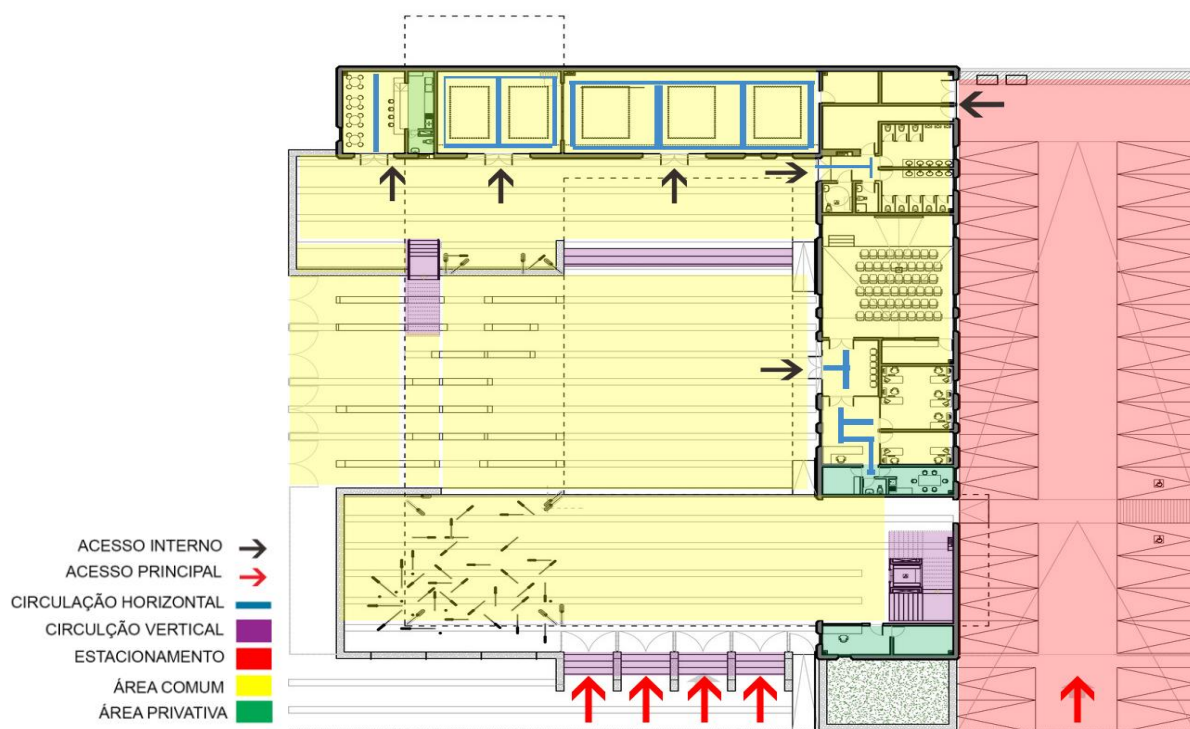 ACESSO INTERNO
ACESSO PRINCIPAL
CIRCULAÇÃO HORIZONTAL
CIRCULÇÃO VERTICAL
ESTACIONAMENTO
ÁREA COMUM
ÁREA PRIVATIVA